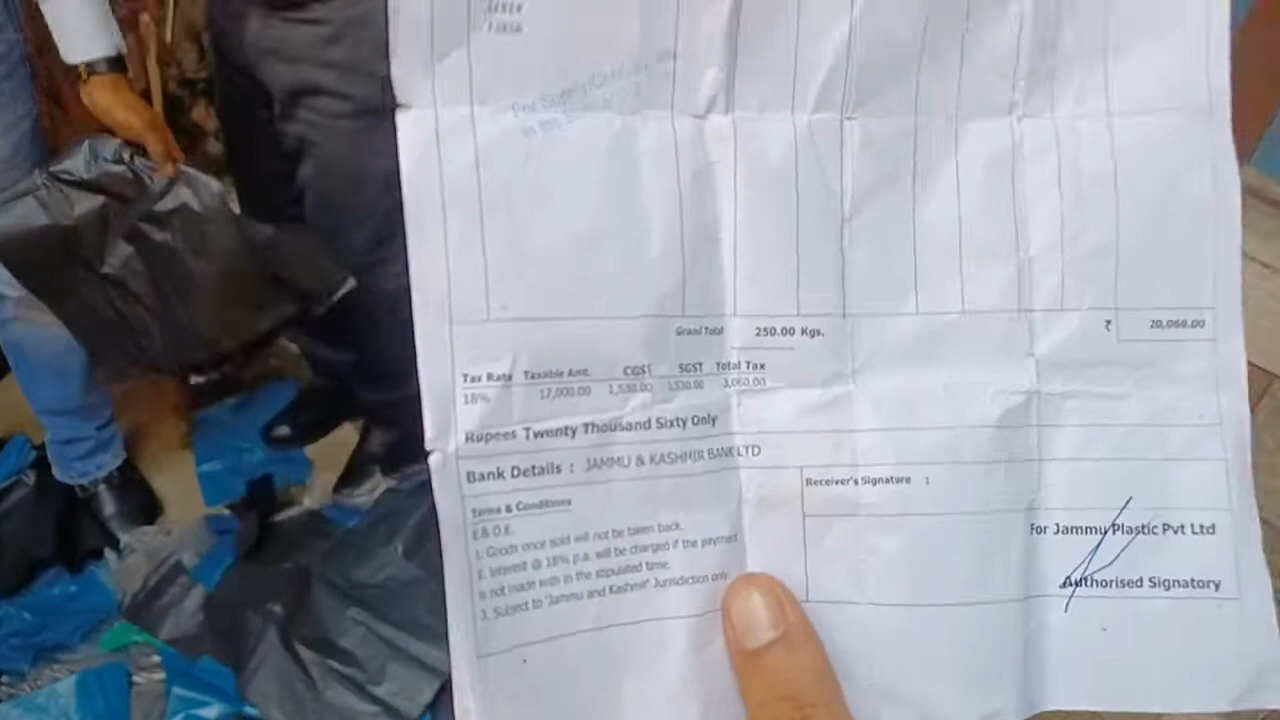 Grand Total 250.00 Kgs. ₹ 20,060.00
Tax Rate Taxable Amt. CGST SGST Total Tax
18% 17,000.00 1,530.00 1,530.00 3,060.00
Rupees Twenty Thousand Sixty Only
Bank Details : JAMMU & KASHMIR BANK LTD
Terms & Conditions
E.& O.E.
1. Goods once sold will not be taken back.
2. Interest @ 18% p.a. will be charged if the payment
is not made with in the stipulated time.
3. Subject to "Jammu and Kashmir" Jurisdiction only.
Receiver's Signature :
For Jammu Plastic Pvt Ltd
Authorised Signatory